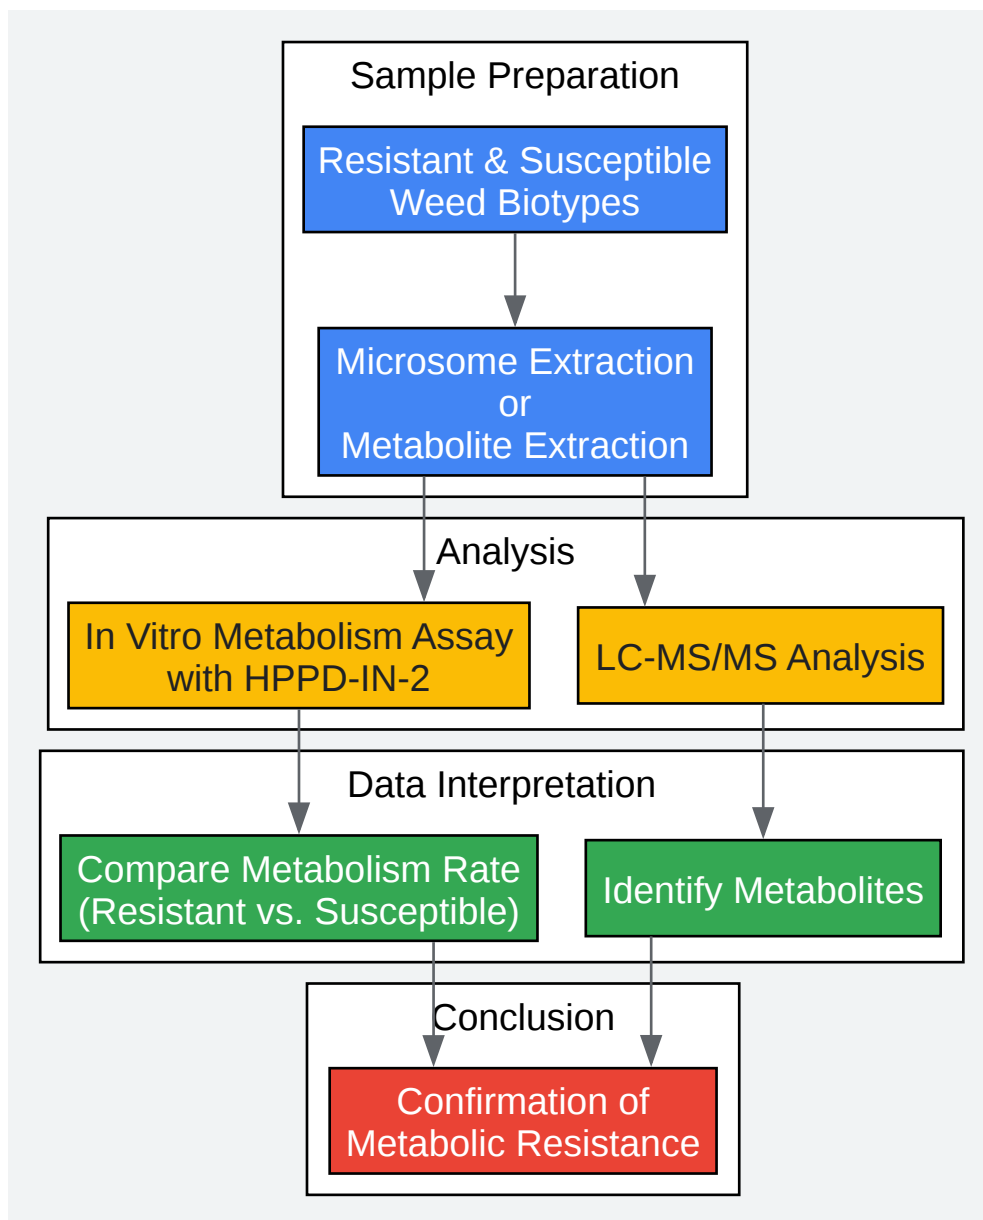 Sample Preparation
Resistant & Susceptible
Weed Biotypes
Microsome Extraction
or
Metabolite Extraction
Analysis
In Vitro Metabolism Assay
with HPPD-IN-2
LC-MS/MS Analysis
Data Interpretation
Compare Metabolism Rate
(Resistant vs. Susceptible)
Identify Metabolites
Conclusion
Confirmation of
Metabolic Resistance